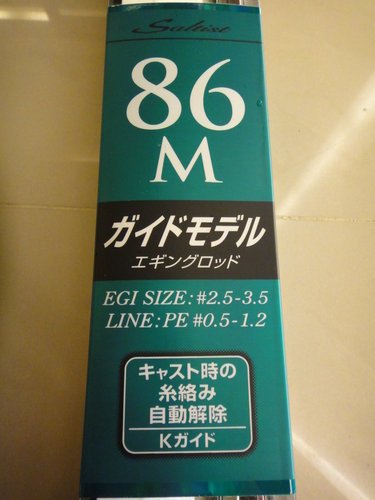 Saltist
86
M
ガイドモデル
エギングロッド
EGI SIZE: #2.5-3.5
LINE: PE #0.5-1.2
キャスト時の
糸絡み
自動解除
Kガイド